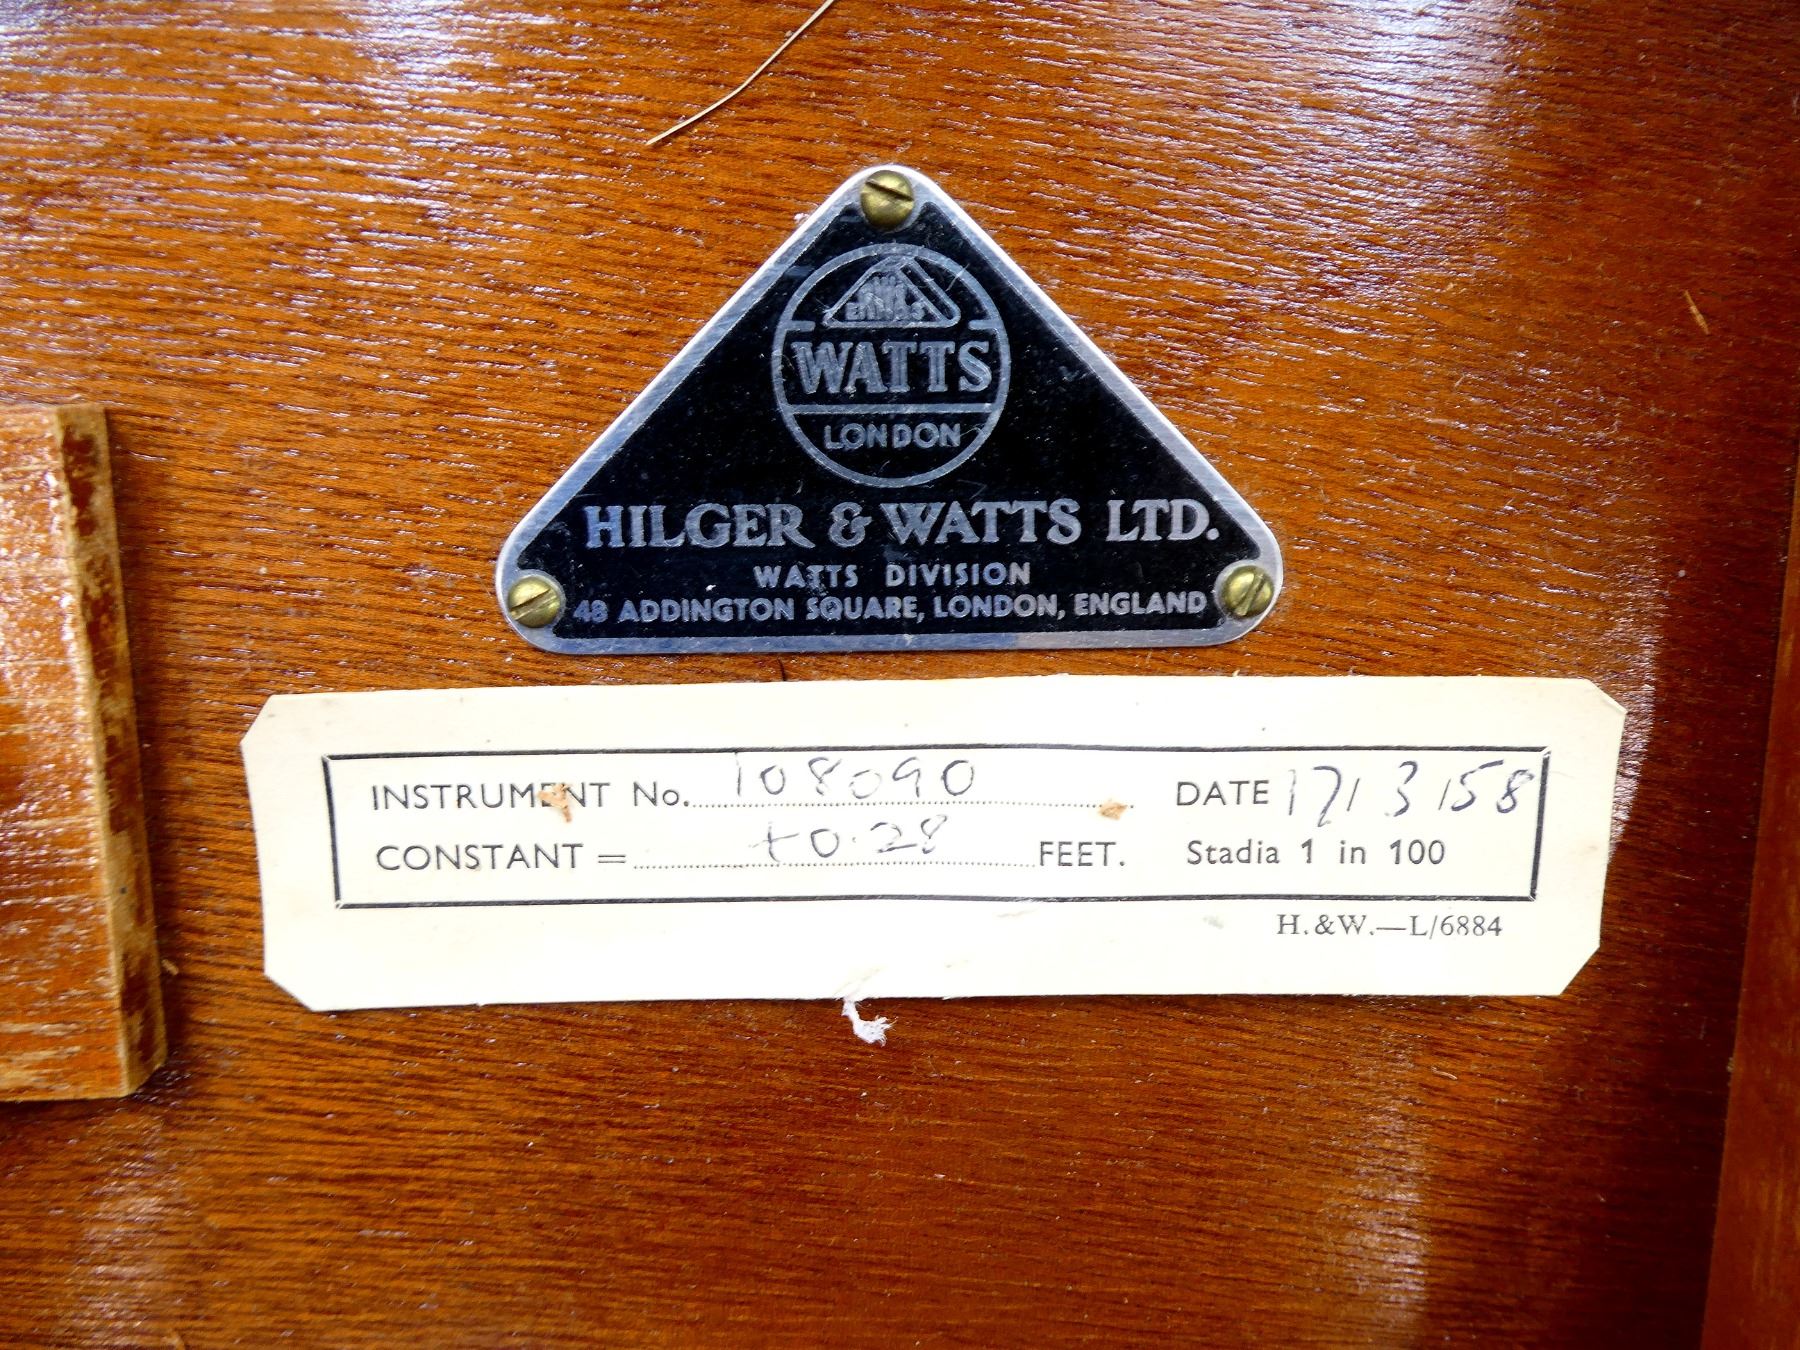 WATTS
LONDON
HILGER & WATTS LTD.
WATTS DIVISION
48 ADDINGTON SQUARE, LONDON, ENGLAND
INSTRUMENT No. 108090 DATE 17/3/58
CONSTANT = +0.28 FEET. Stadia 1 in 100
H.&W.—L/6884